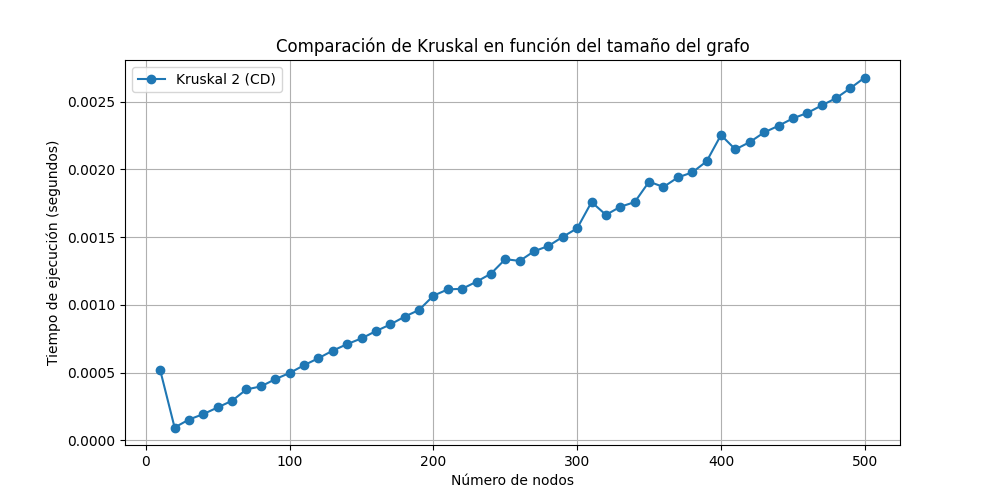 Comparación de Kruskal en función del tamaño del grafo
Kruskal 2 (CD)
Tiempo de ejecución (segundos)
0.0025
0.0020
0.0015
0.0010
0.0005
0.0000
0 100 200 300 400 500
Número de nodos